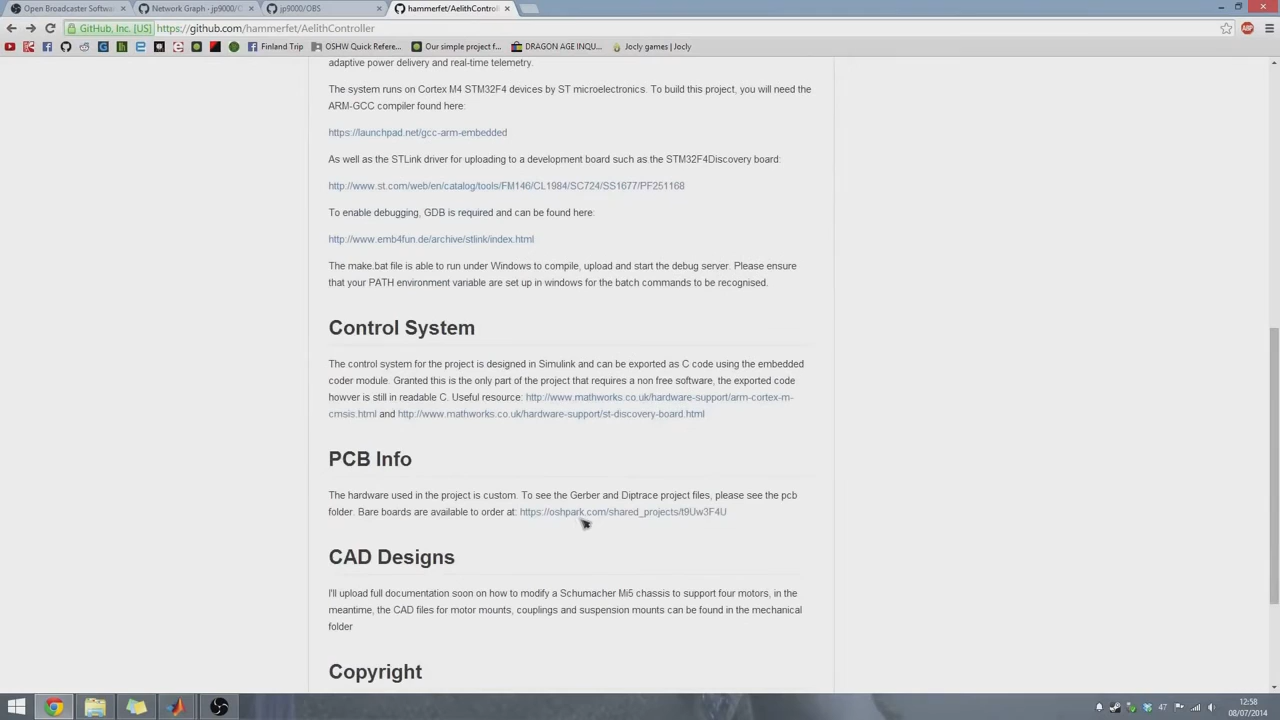 Open Broadcaster Softwa
Network Graph · jp9000/O
jp9000/OBS
hammerfet/AelithControll
GitHub, Inc. [US]
https://github.com/hammerfet/AelithController
Finland Trip
OSHW Quick Refere...
Our simple project f...
DRAGON AGE INQU...
Jocly games | Jocly
adaptive power delivery and real-time telemetry.
The system runs on Cortex M4 STM32F4 devices by ST microelectronics. To build this project, you will need the
ARM-GCC compiler found here:
https://launchpad.net/gcc-arm-embedded
As well as the STLink driver for uploading to a development board such as the STM32F4Discovery board:
http://www.st.com/web/en/catalog/tools/FM146/CL1984/SC724/SS1677/PF251168
To enable debugging, GDB is required and can be found here:
http://www.emb4fun.de/archive/stlink/index.html
The make.bat file is able to run under Windows to compile, upload and start the debug server. Please ensure
that your PATH environment variable are set up in windows for the batch commands to be recognised.
Control System
The control system for the project is designed in Simulink and can be exported as C code using the embedded
coder module. Granted this is the only part of the project that requires a non free software, the exported code
howver is still in readable C. Useful resource: http://www.mathworks.co.uk/hardware-support/arm-cortex-m-
cmsis.html and http://www.mathworks.co.uk/hardware-support/st-discovery-board.html
PCB Info
The hardware used in the project is custom. To see the Gerber and Diptrace project files, please see the pcb
folder. Bare boards are available to order at: https://oshpark.com/shared_projects/t9Uw3F4U
CAD Designs
I'll upload full documentation soon on how to modify a Schumacher Mi5 chassis to support four motors, in the
meantime, the CAD files for motor mounts, couplings and suspension mounts can be found in the mechanical
folder
Copyright
47
12:58
08/07/2014